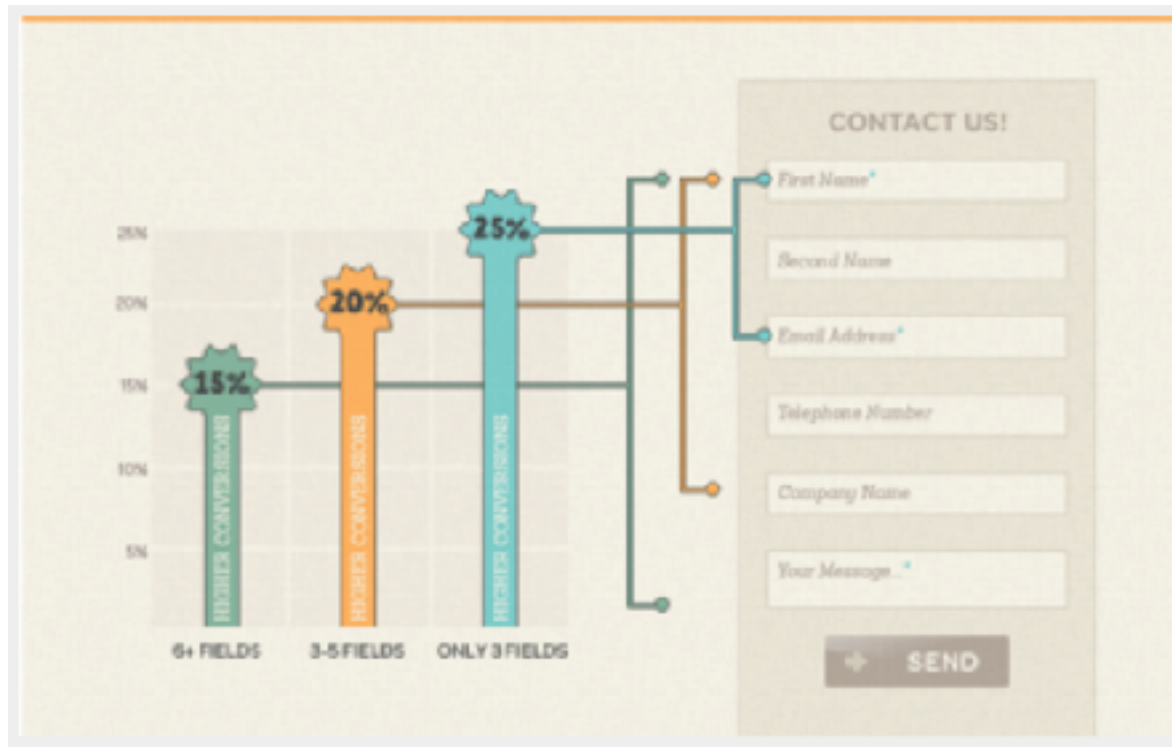 CONTACT US!
First Name*
Second Name
Email Address*
Telephone Number
Company Name
Your Message...*
SEND
25%
20%
15%
10%
5%
25%
20%
15%
HIGHER CONVERSIONS
HIGHER CONVERSIONS
HIGHER CONVERSIONS
6+ FIELDS
3-5 FIELDS
ONLY 3 FIELDS